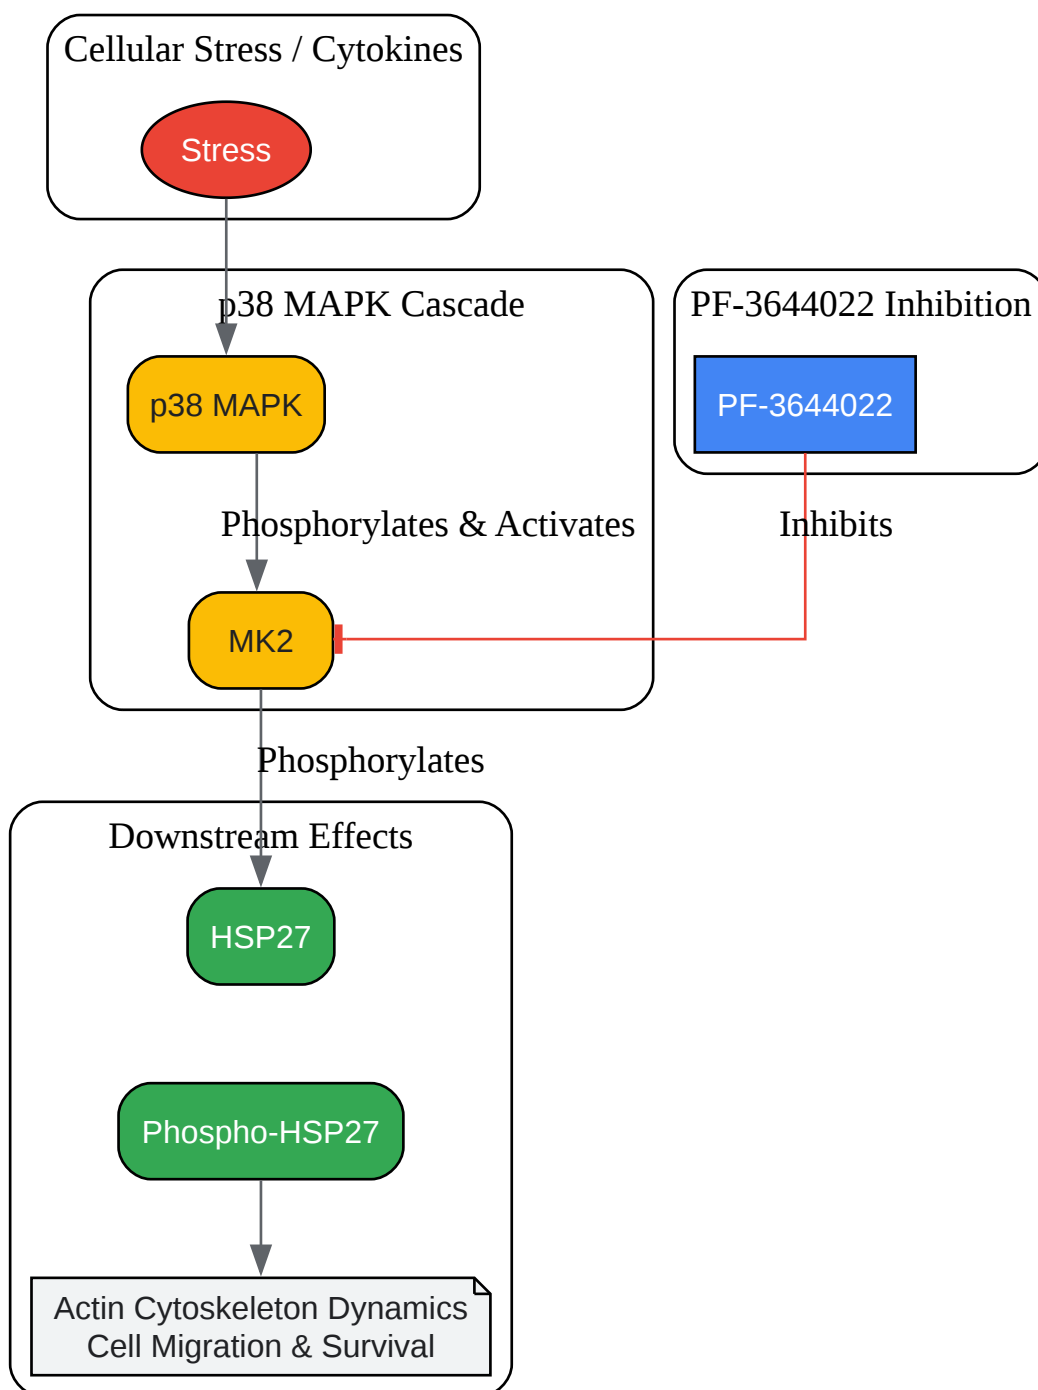 Cellular Stress / Cytokines
Stress
p38 MAPK Cascade
PF-3644022 Inhibition
p38 MAPK
PF-3644022
Phosphorylates & Activates
Inhibits
MK2
Phosphorylates
Downstream Effects
HSP27
Phospho-HSP27
Actin Cytoskeleton Dynamics
Cell Migration & Survival